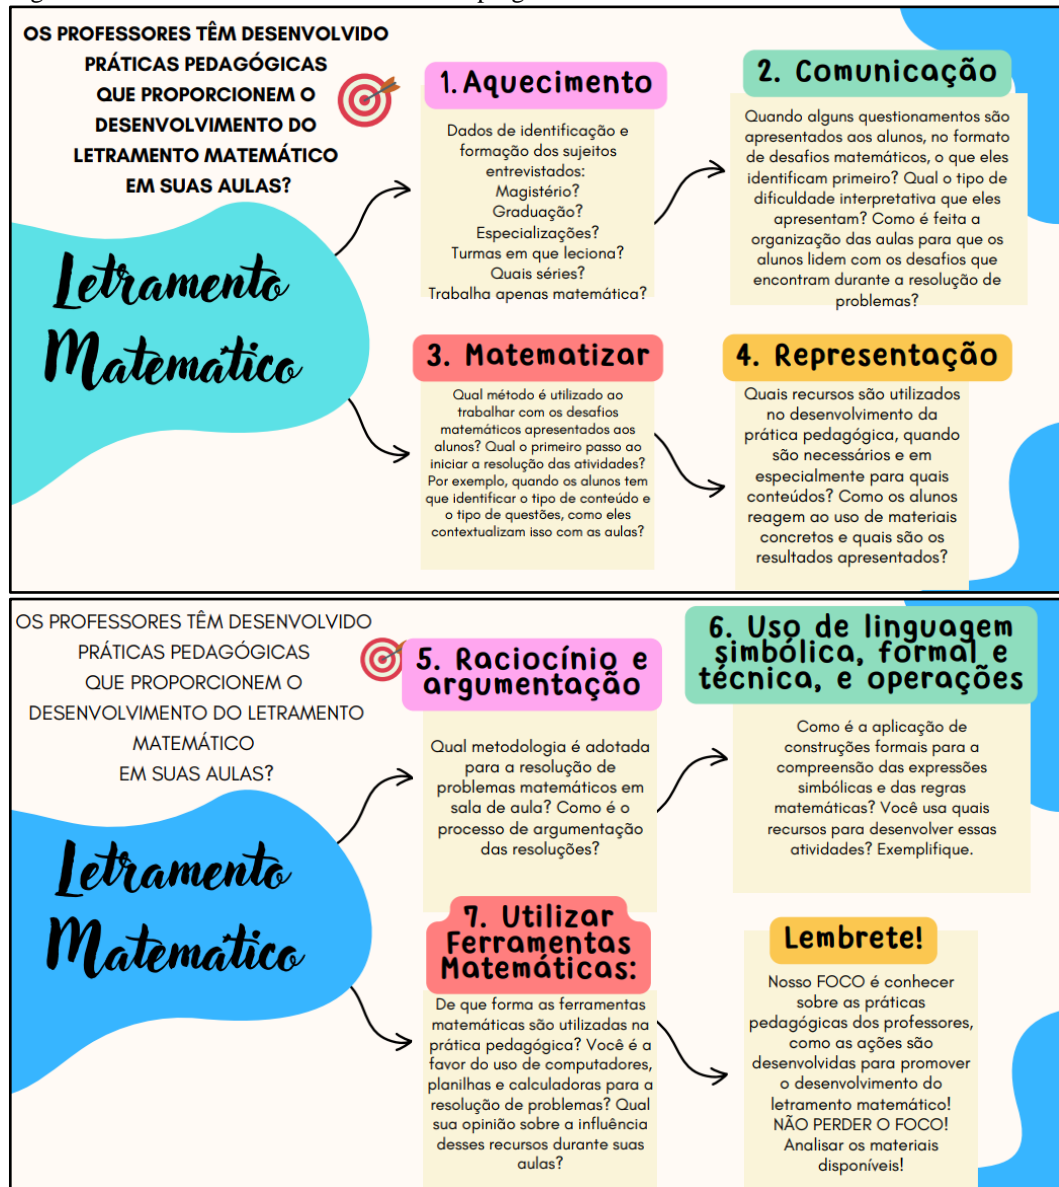 OS PROFESSORES TÊM DESENVOLVIDO
PRÁTICAS PEDAGÓGICAS
QUE PROPORCIONEM O
DESENVOLVIMENTO DO
LETRAMENTO MATEMÁTICO
EM SUAS AULAS?
Letramento
Matemático
1. Aquecimento
Dados de identificação e
formação dos sujeitos
entrevistados:
Magistério?
Graduação?
Especializações?
Turmas em que leciona?
Quais séries?
Trabalha apenas matemática?
2. Comunicação
Quando alguns questionamentos são
apresentados aos alunos, no formato
de desafios matemáticos, o que eles
identificam primeiro? Qual o tipo de
dificuldade interpretativa que eles
apresentam? Como é feita a
organização das aulas para que os
alunos lidem com os desafios que
encontram durante a resolução de
problemas?
3. Matematizar
Qual método é utilizado ao
trabalhar com os desafios
matemáticos apresentados aos
alunos? Qual o primeiro passo ao
iniciar a resolução das atividades?
Por exemplo, quando os alunos tem
que identificar o tipo de conteúdo e
o tipo de questões, como eles
contextualizam isso com as aulas?
4. Representação
Quais recursos são utilizados
no desenvolvimento da
prática pedagógica, quando
são necessários e em
especialmente para quais
conteúdos? Como os alunos
reagem ao uso de materiais
concretos e quais são os
resultados apresentados?
OS PROFESSORES TÊM DESENVOLVIDO
PRÁTICAS PEDAGÓGICAS
QUE PROPORCIONEM O
DESENVOLVIMENTO DO LETRAMENTO
MATEMÁTICO
EM SUAS AULAS?
Letramento
Matemático
5. Raciocínio e
argumentação
Qual metodologia é adotada
para a resolução de
problemas matemáticos em
sala de aula? Como é o
processo de argumentação
das resoluções?
6. Uso de linguagem
simbólica, formal e
técnica, e operações
Como é a aplicação de
construções formais para a
compreensão das expressões
simbólicas e das regras
matemáticas? Você usa quais
recursos para desenvolver essas
atividades? Exemplifique.
7. Utilizar
Ferramentas
Matemáticas:
De que forma as ferramentas
matemáticas são utilizadas na
prática pedagógica? Você é a
favor do uso de computadores,
planilhas e calculadoras para a
resolução de problemas? Qual
sua opinião sobre a influência
desses recursos durante suas
aulas?
Lembrete!
Nosso FOCO é conhecer
sobre as práticas
pedagógicas dos professores,
como as ações são
desenvolvidas para promover
o desenvolvimento do
letramento matemático!
NÃO PERDER O FOCO!
Analisar os materiais
disponíveis!